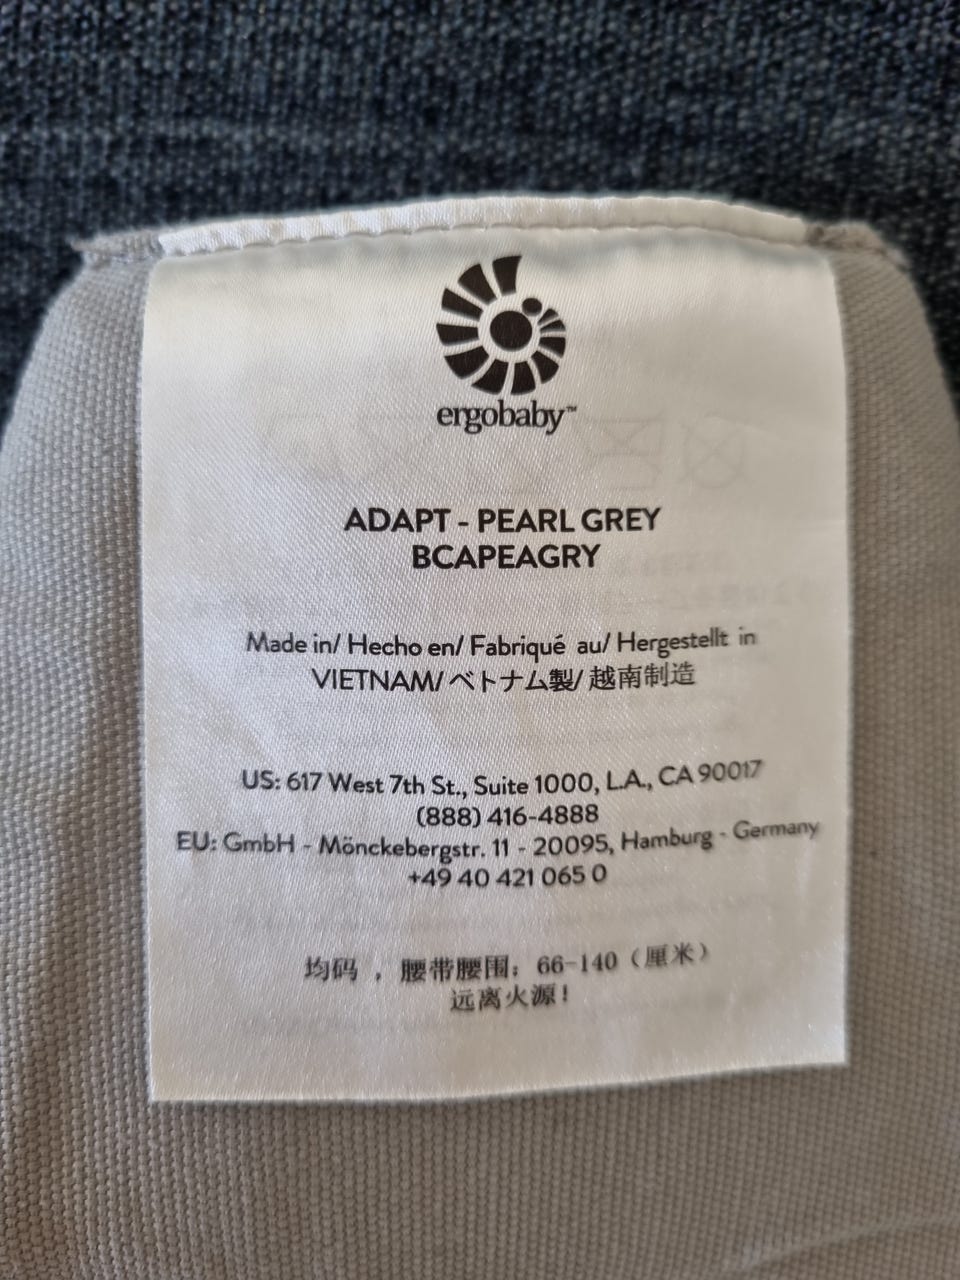 ergobaby™
ADAPT - PEARL GREY
BCAPEAGRY
Made in/ Hecho en/ Fabriqué au/ Hergestellt in
VIETNAM/ ベトナム製/ 越南制造
US: 617 West 7th St., Suite 1000, L.A., CA 90017
(888) 416-4888
EU: GmbH - Mönckebergstr. 11 - 20095, Hamburg - Germany
+49 40 421 065 0
均码，腰带腰围：66-140（厘米）
远离火源！